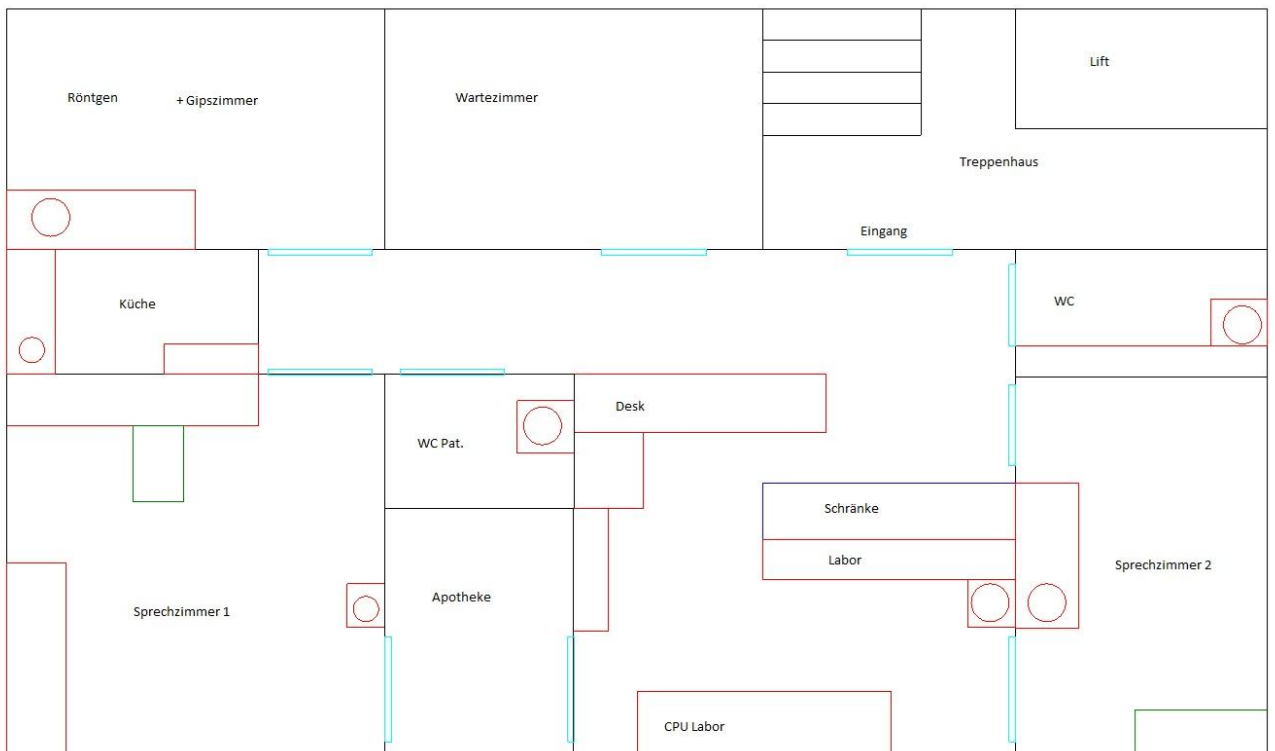 Lift
Röntgen + Gipszimmer
Wartezimmer
Treppenhaus
Eingang
Küche
WC
Desk
WC Pat.
Schränke
Labor
Sprechzimmer 2
Apotheke
Sprechzimmer 1
CPU Labor